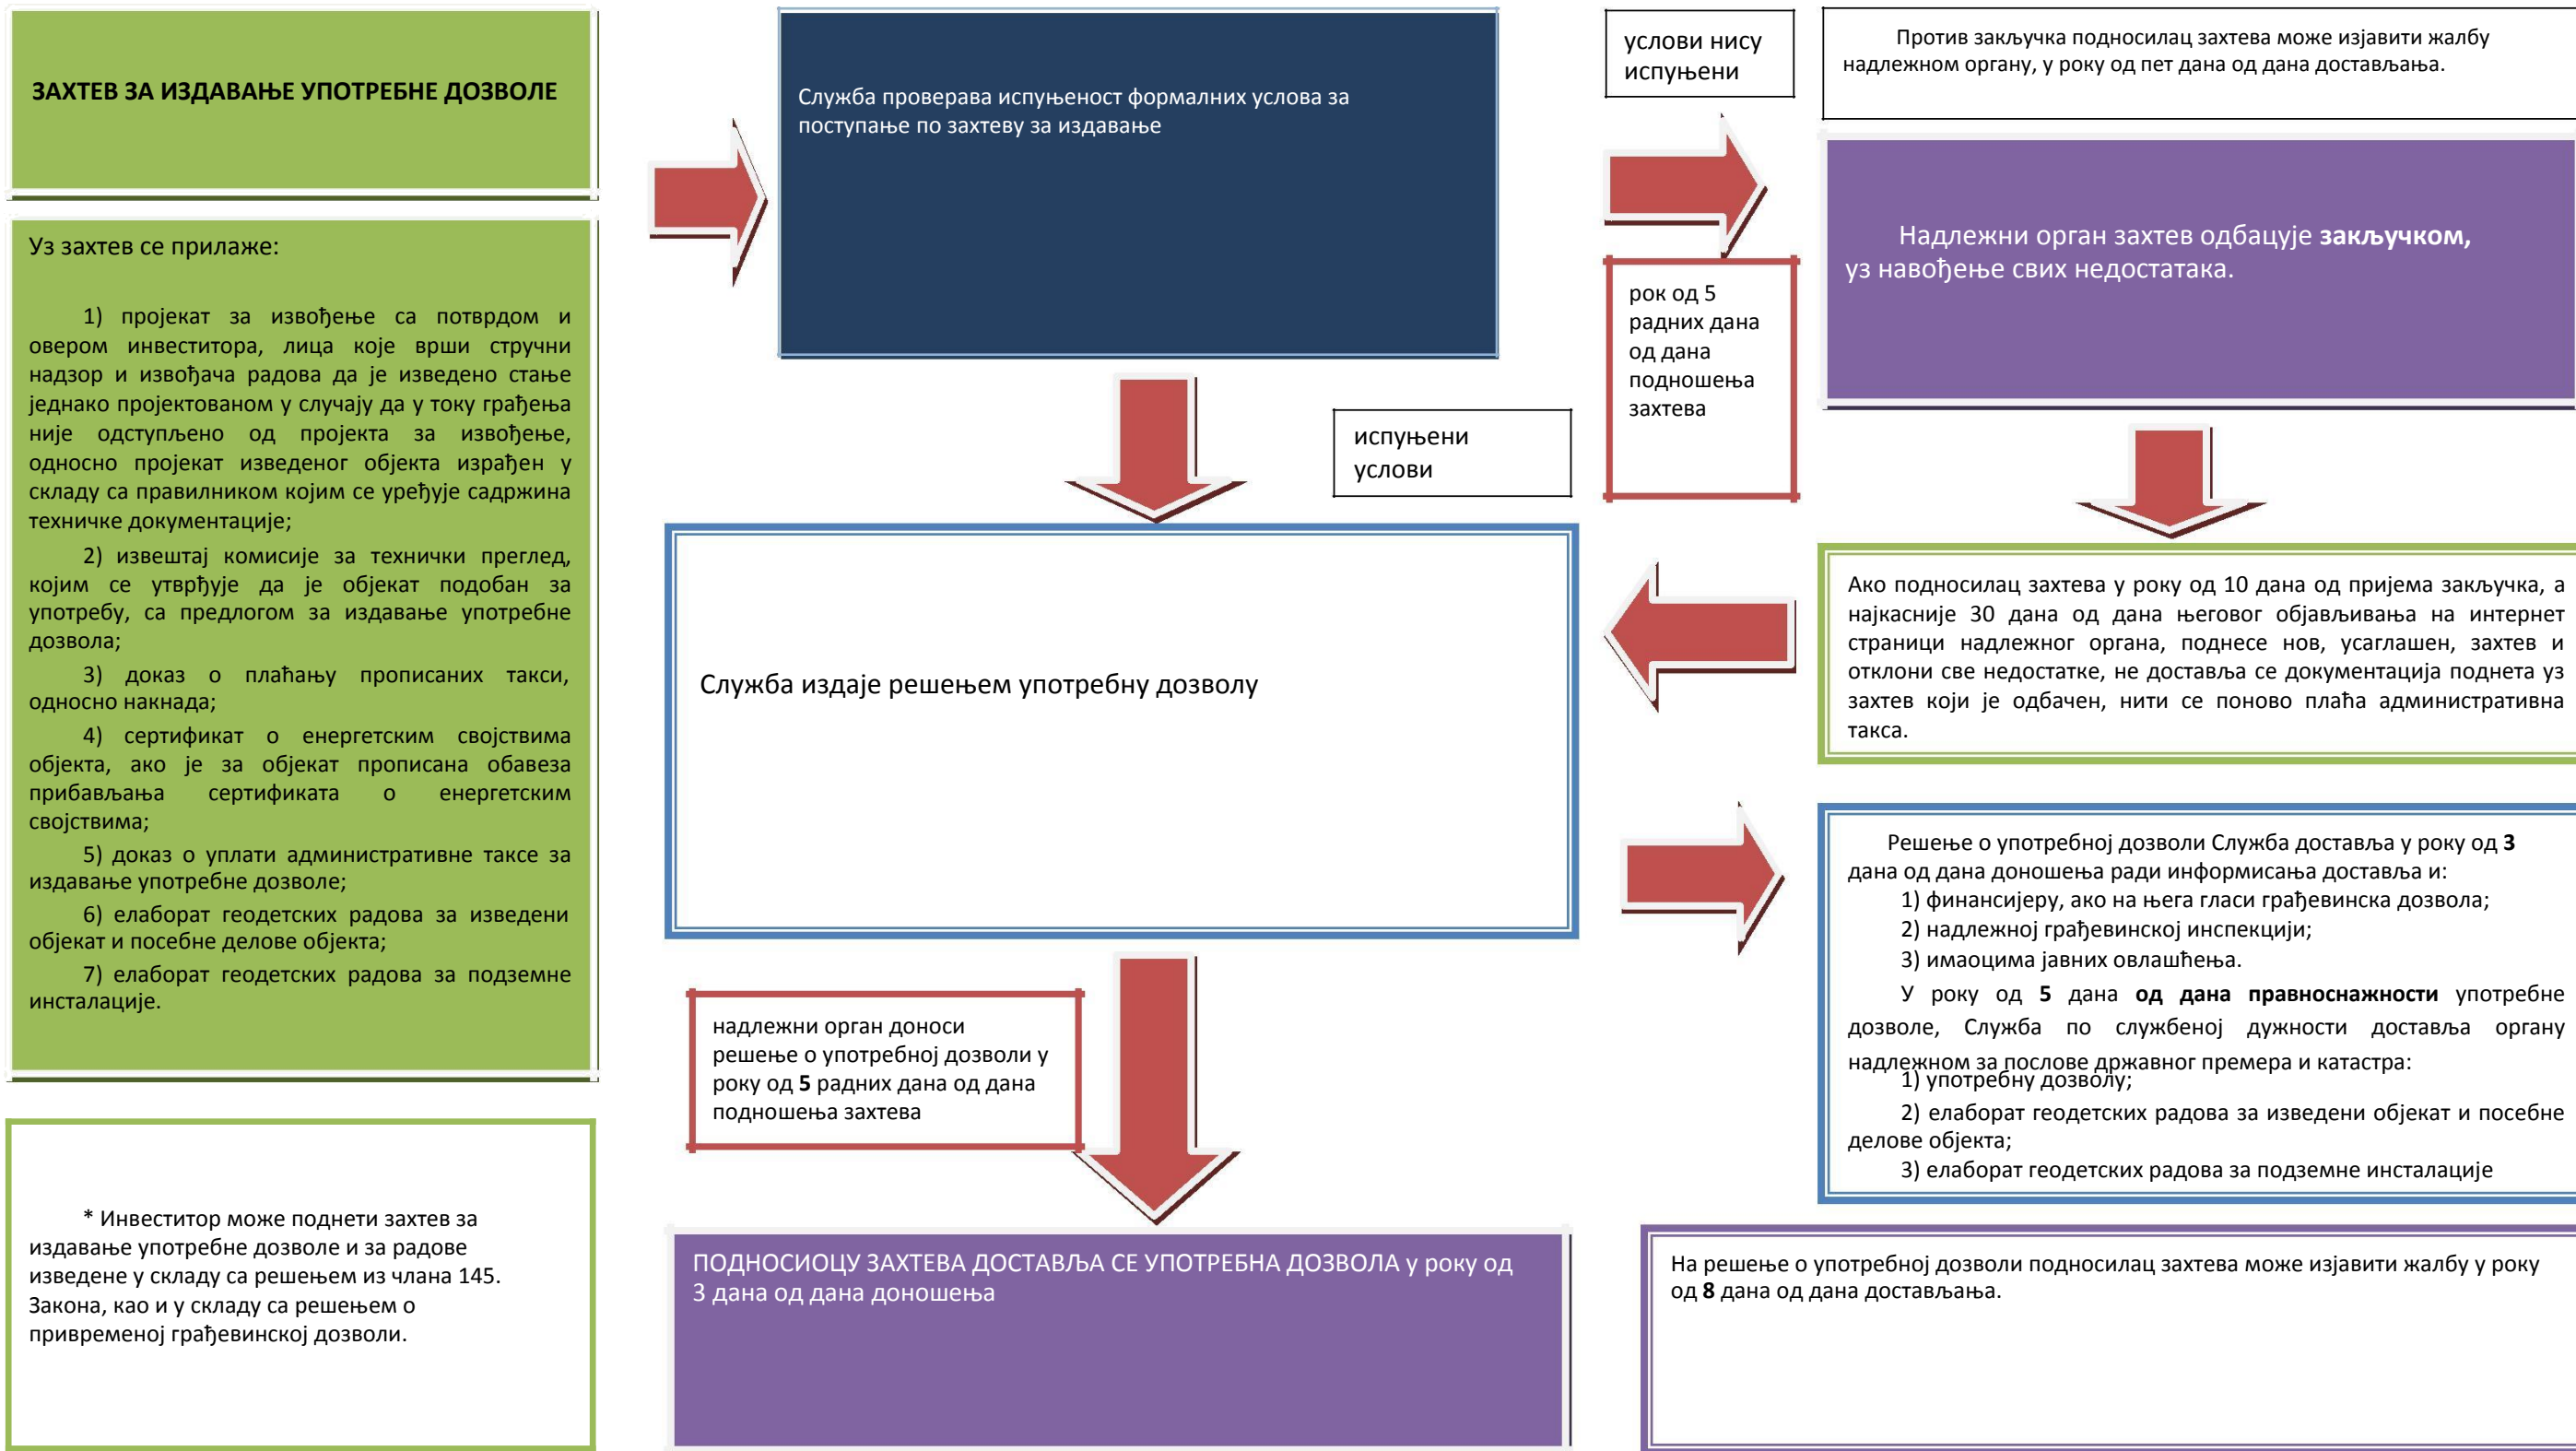 ЗАХТЕВ ЗА ИЗДАВАЊЕ УПОТРЕБНЕ ДОЗВОЛЕ
Уз захтев се прилаже:
1) пројекат за извођење са потврдом и
овером инвеститора, лица које врши стручни
надзор и извођача радова да је изведено стање
једнако пројектованом у случају да у току грађења
није одступљено од пројекта за извођење,
односно пројекат изведеног објекта израђен у
складу са правилником којим се уређује садржина
техничке документације;
2) извештај комисије за технички преглед,
којим се утврђује да је објекат подобан за
употребу, са предлогом за издавање употребне
дозвола;
3) доказ о плаћању прописаних такси,
односно накнада;
4) сертификат о енергетским својствима
објекта, ако је за објекат прописана обавеза
прибављања сертификата о енергетским
својствима;
5) доказ о уплати административне таксе за
издавање употребне дозволе;
6) елаборат геодетских радова за изведени
објекат и посебне делове објекта;
7) елаборат геодетских радова за подземне
инсталације.
* Инвеститор може поднети захтев за
издавање употребне дозволе и за радове
изведене у складу са решењем из члана 145.
Закона, као и у складу са решењем о
привременој грађевинској дозволи.
Служба проверава испуњеност формалних услова за
поступање по захтеву за издавање
испуњени
услови
Служба издаје решењем употребну дозволу
надлежни орган доноси
решење о употребној дозволи у
року од 5 радних дана од дана
подношења захтева
ПОДНОСИОЦУ ЗАХТЕВА ДОСТАВЉА СЕ УПОТРЕБНА ДОЗВОЛА у року од
3 дана од дана доношења
услови нису
испуњени
рок од 5
радних дана
од дана
подношења
захтева
Против закључка подносилац захтева може изјавити жалбу
надлежном органу, у року од пет дана од дана достављања.
Надлежни орган захтев одбацује закључком,
уз навођење свих недостатака.
Ако подносилац захтева у року од 10 дана од пријема закључка, а
најкасније 30 дана од дана његовог објављивања на интернет
страници надлежног органа, поднесе нов, усаглашен, захтев и
отклони све недостатке, не доставља се документација поднета уз
захтев који је одбачен, нити се поново плаћа административна
такса.
Решење о употребној дозволи Служба доставља у року од 3
дана од дана доношења ради информисања доставља и:
1) финансијеру, ако на њега гласи грађевинска дозвола;
2) надлежној грађевинској инспекцији;
3) имаоцима јавних овлашћења.
У року од 5 дана од дана правноснажности употребне
дозволе, Служба по службеној дужности доставља органу
надлежном за послове државног премера и катастра:
1) употребну дозволу;
2) елаборат геодетских радова за изведени објекат и посебне
делове објекта;
3) елаборат геодетских радова за подземне инсталације
На решење о употребној дозволи подносилац захтева може изјавити жалбу у року
од 8 дана од дана достављања.